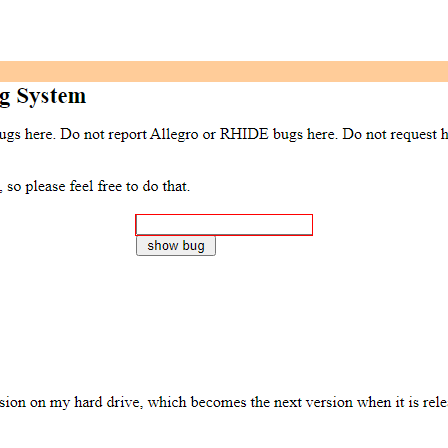 g System
ugs here. Do not report Allegro or RHIDE bugs here. Do not request h
, so please feel free to do that.
show bug
sion on my hard drive, which becomes the next version when it is rele